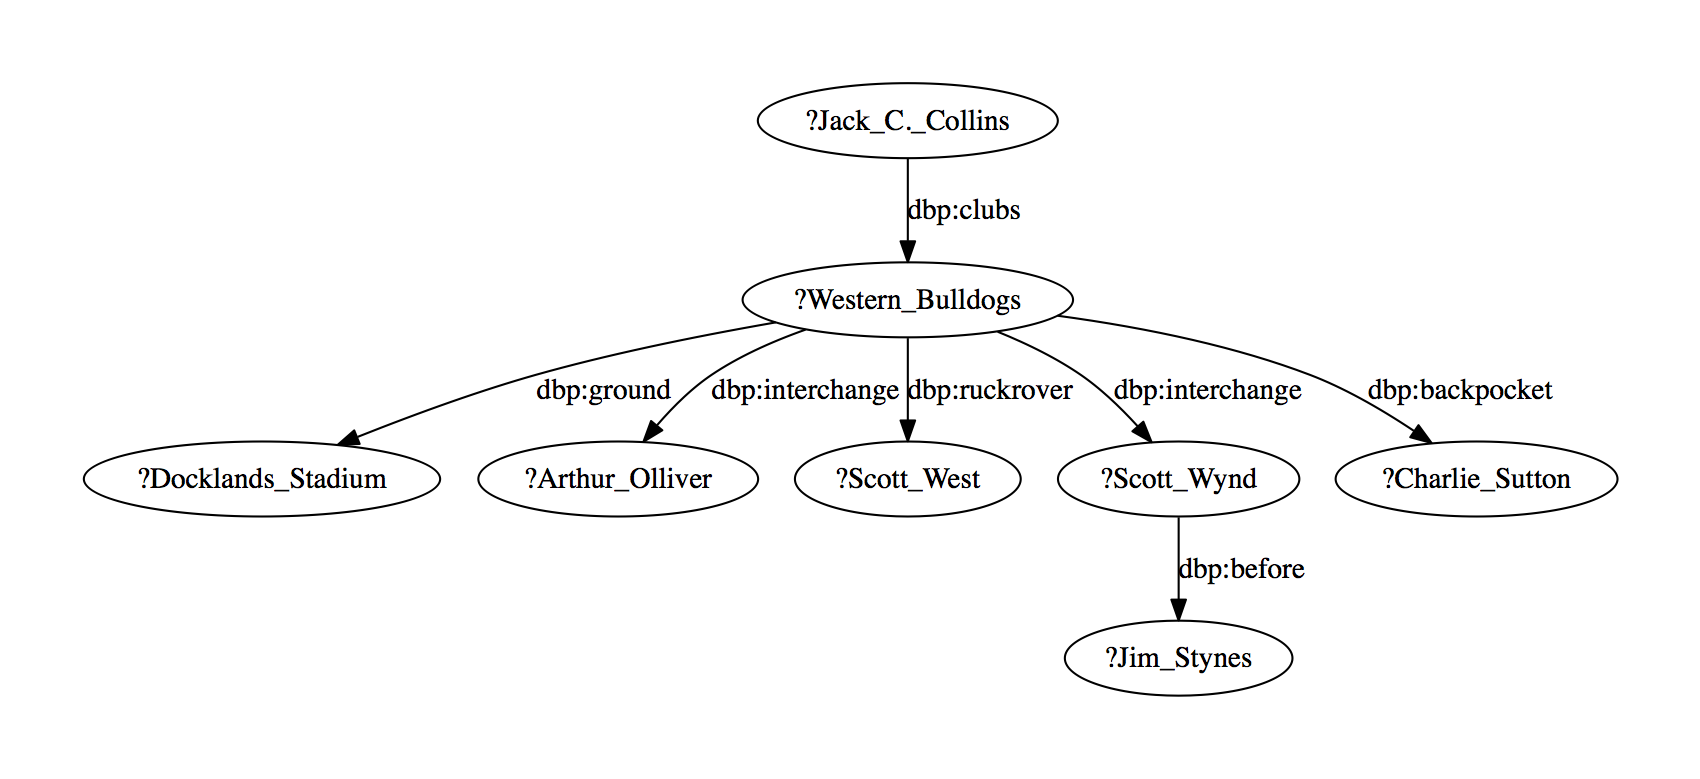 ?Jack_C._Collins
dbp:clubs
?Western_Bulldogs
dbp:ground
dbp:interchange
dbp:ruckrover
dbp:interchange
dbp:backpocket
?Docklands_Stadium
?Arthur_Olliver
?Scott_West
?Scott_Wynd
?Charlie_Sutton
dbp:before
?Jim_Stynes